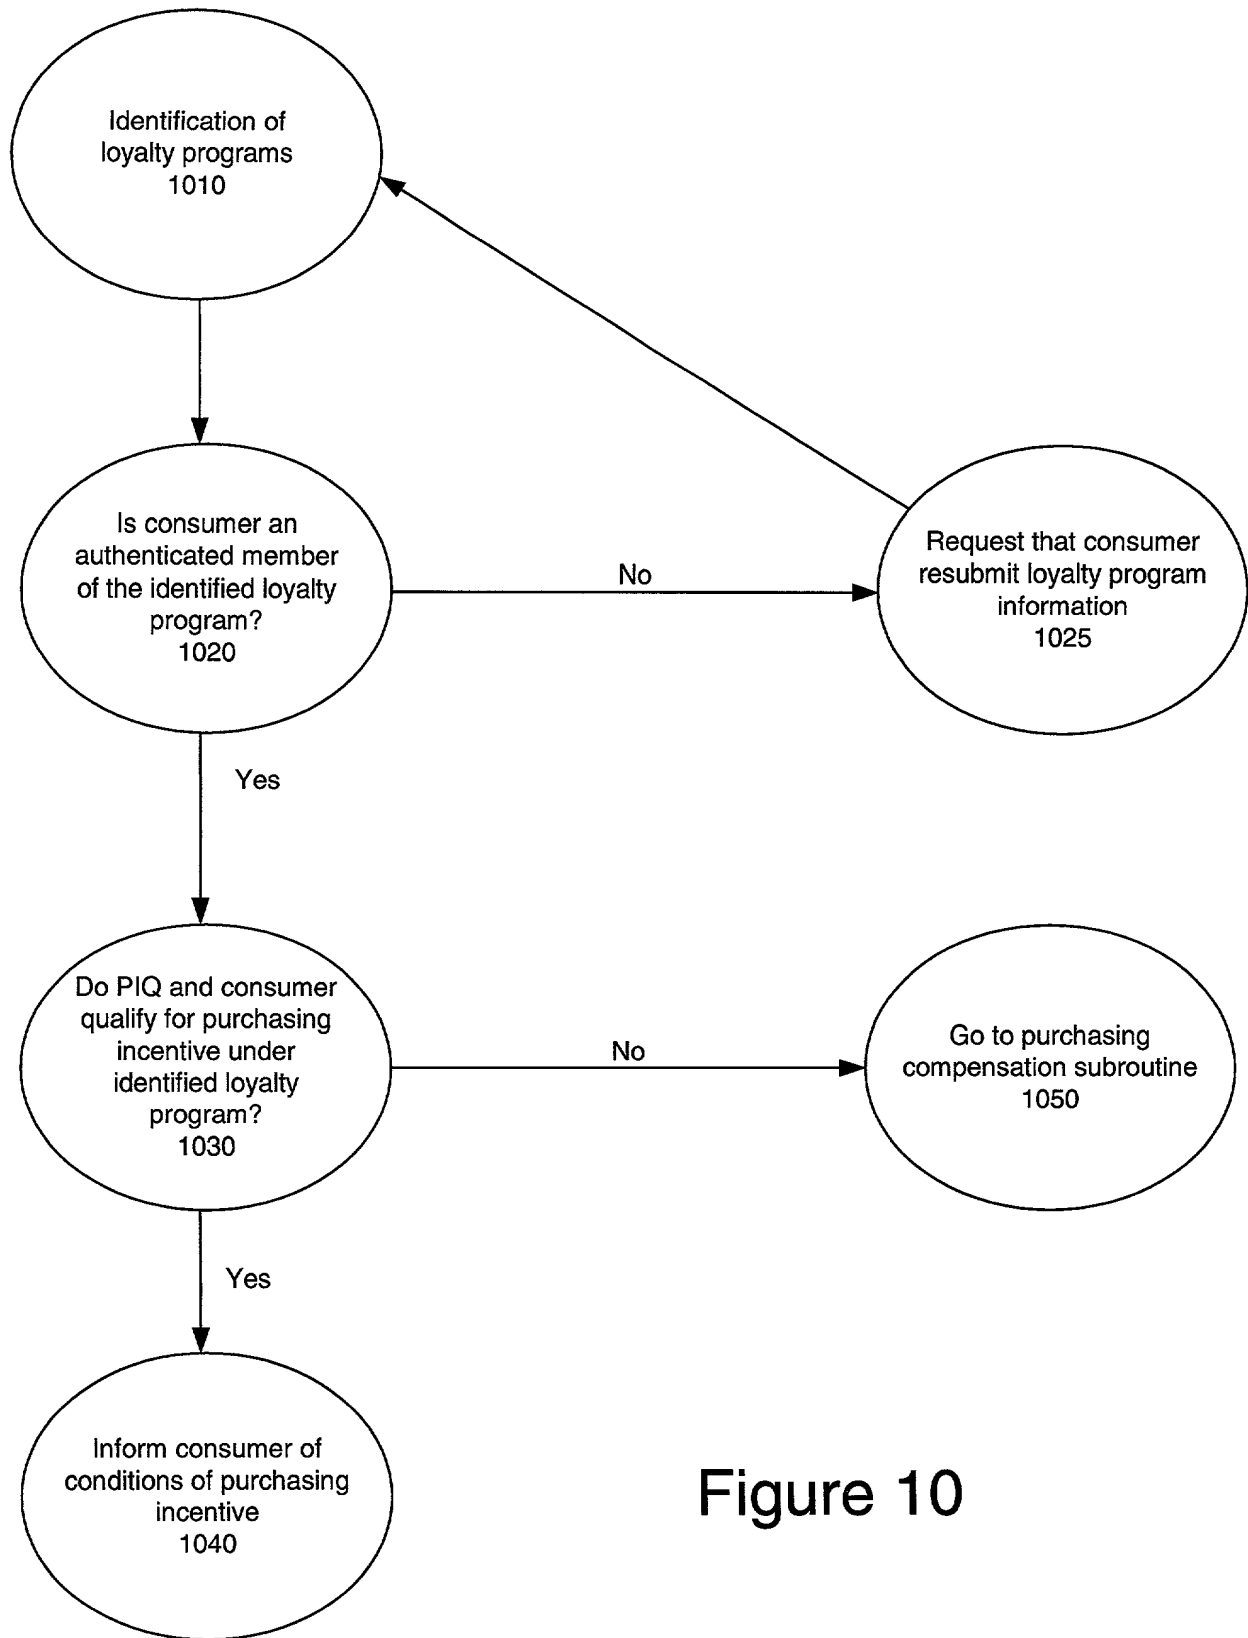 Identification of
loyalty programs
1010
Is consumer an
authenticated member
of the identified loyalty
program?
1020
No
Request that consumer
resubmit loyalty program
information
1025
Yes
Do PIQ and consumer
qualify for purchasing
incentive under
identified loyalty
program?
1030
No
Go to purchasing
compensation subroutine
1050
Yes
Inform consumer of
conditions of purchasing
incentive
1040
Figure 10